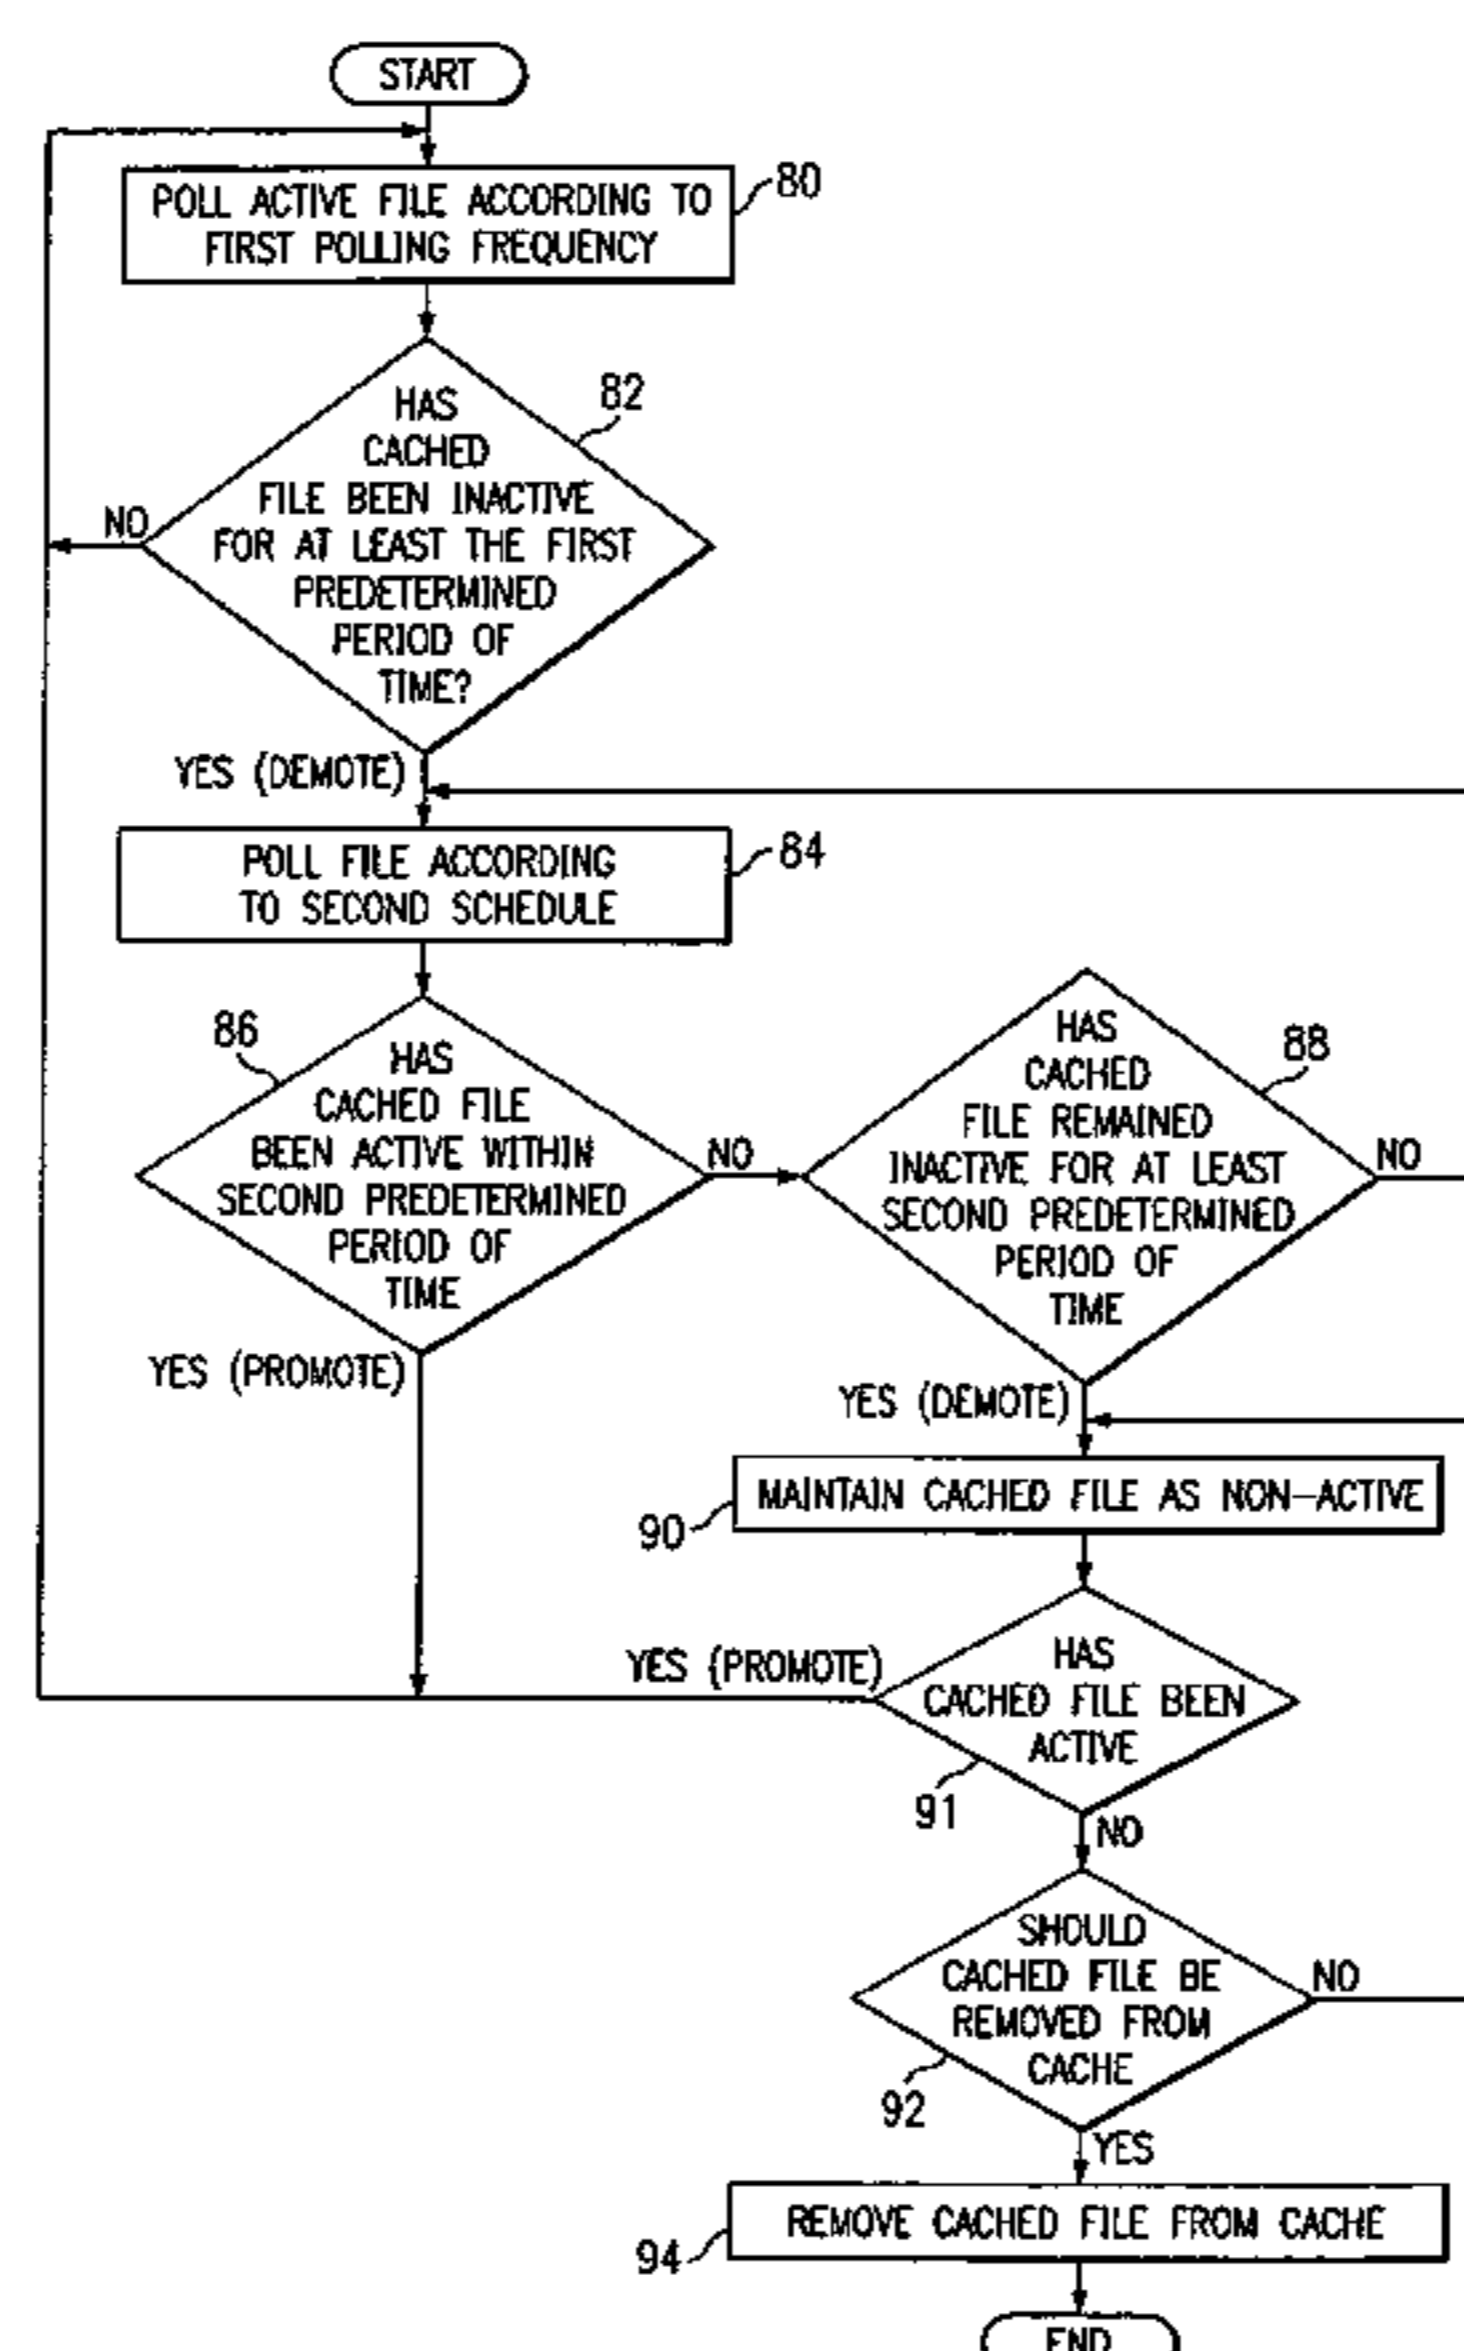 START
80
POLL ACTIVE FILE ACCORDING TO
FIRST POLLING FREQUENCY
82
HAS
CACHED
FILE BEEN INACTIVE
FOR AT LEAST THE FIRST
PREDETERMINED
PERIOD OF
TIME?
NO
YES (DEMOTE)
84
POLL FILE ACCORDING
TO SECOND SCHEDULE
86
HAS
CACHED FILE
BEEN ACTIVE WITHIN
SECOND PREDETERMINED
PERIOD OF
TIME
NO
YES (PROMOTE)
88
HAS
CACHED
FILE REMAINED
INACTIVE FOR AT LEAST
SECOND PREDETERMINED
PERIOD OF
TIME
NO
YES (DEMOTE)
MAINTAIN CACHED FILE AS NON-ACTIVE
90
YES (PROMOTE)
HAS
CACHED FILE BEEN
ACTIVE
91
NO
SHOULD
CACHED FILE BE
REMOVED FROM
CACHE
NO
92
YES
REMOVE CACHED FILE FROM CACHE
94
END